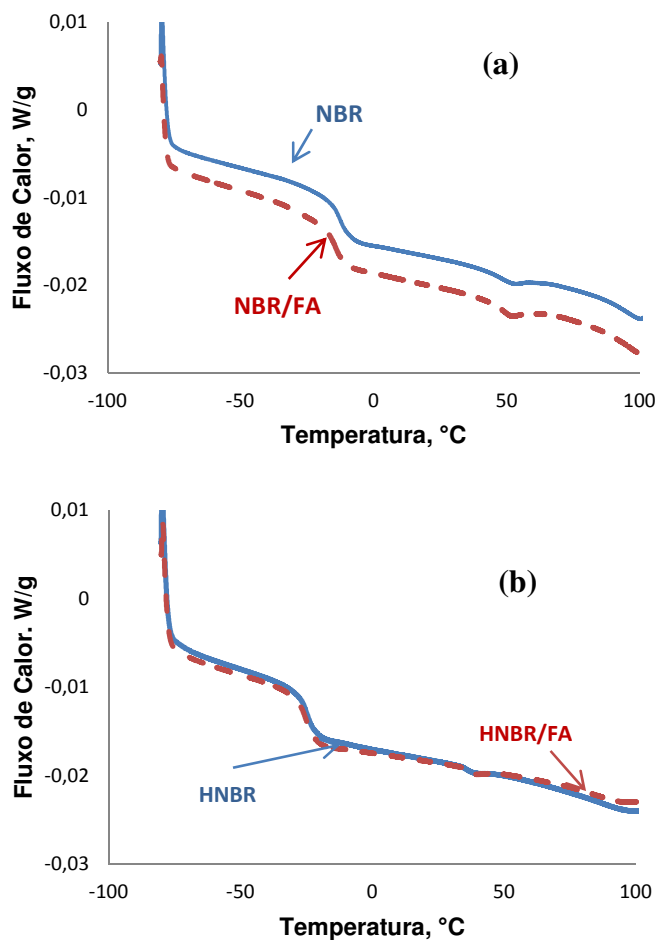 0,01
(a)
NBR
0
-0,01
NBR/FA
-0,02
-0,03
-100 -50 0 50 100
Fluxo de Calor, W/g
Temperatura, °C
0,01
(b)
0
-0,01
HNBR/FA
HNBR
-0,02
-0,03
-100 -50 0 50 100
Fluxo de Calor. W/g
Temperatura, °C